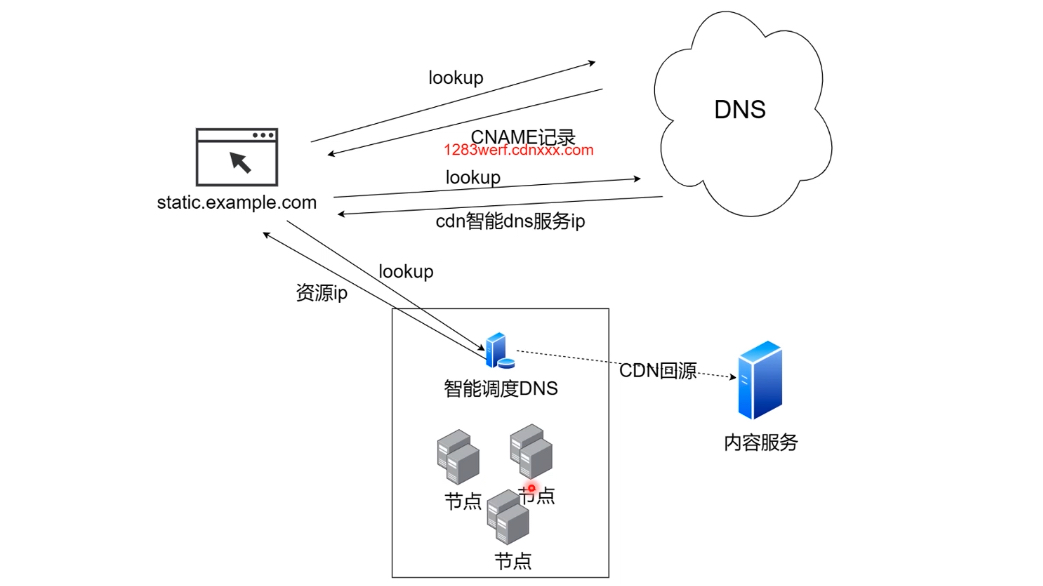 lookup
DNS
CNAME记录
1283werf.cdnxxx.com
lookup
static.example.com
cdn智能dns服务ip
lookup
资源ip
CDN回源
智能调度DNS
内容服务
节点
节点
节点